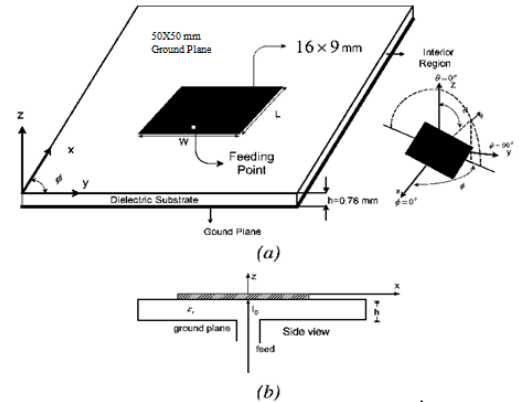 50X50 mm
Ground Plane
16×9 mm
Interior
Region
θ=0°
Z
θ
ϕ=90°
y
ϕ
x
ϕ=0°
z
x
ϕ
y
L
W
Feeding
Point
Dielectric Substrate
h=0.78 mm
Gound Plane
(a)
z
x
εr
I0
h
ground plane
Side view
feed
(b)